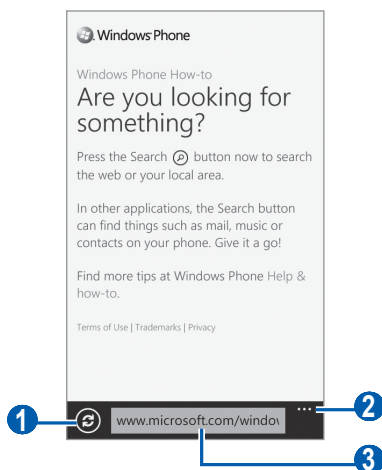 Windows Phone
Windows Phone How-to
Are you looking for
something?
Press the Search button now to search
the web or your local area.
In other applications, the Search button
can find things such as mail, music or
contacts on your phone. Give it a go!
Find more tips at Windows Phone Help &
how-to.
Terms of Use | Trademarks | Privacy
1
www.microsoft.com/windov
...
2
3